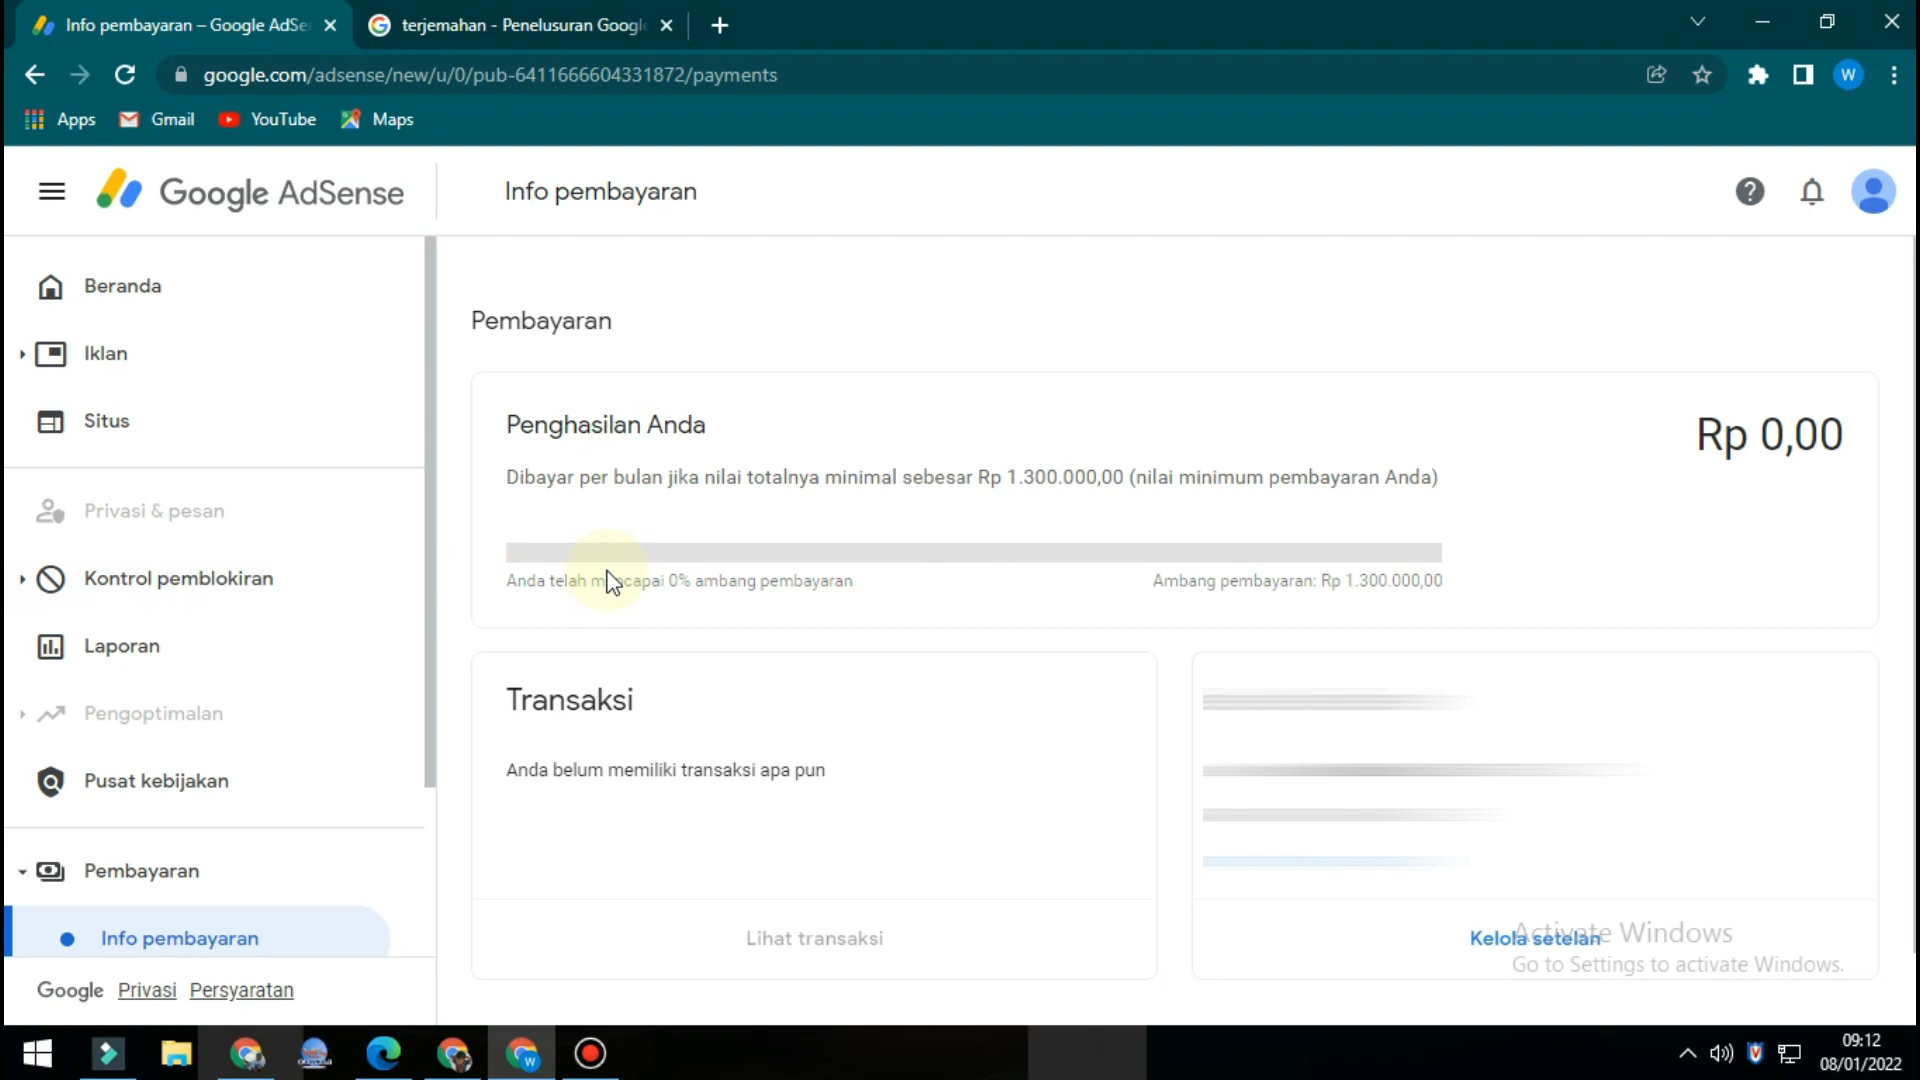 Info pembayaran – Google AdSe
terjemahan - Penelusuran Google
google.com/adsense/new/u/0/pub-6411666604331872/payments
W
Apps
Gmail
YouTube
Maps
Google AdSense
Info pembayaran
Beranda
Iklan
Situs
Privasi & pesan
Kontrol pemblokiran
Laporan
Pengoptimalan
Pusat kebijakan
Pembayaran
Info pembayaran
Google Privasi Persyaratan
Pembayaran
Penghasilan Anda
Rp 0,00
Dibayar per bulan jika nilai totalnya minimal sebesar Rp 1.300.000,00 (nilai minimum pembayaran Anda)
Anda telah mencapai 0% ambang pembayaran
Ambang pembayaran: Rp 1.300.000,00
Transaksi
Anda belum memiliki transaksi apa pun
Lihat transaksi
Kelola setelan
Activate Windows
Go to Settings to activate Windows.
W
09:12
08/01/2022